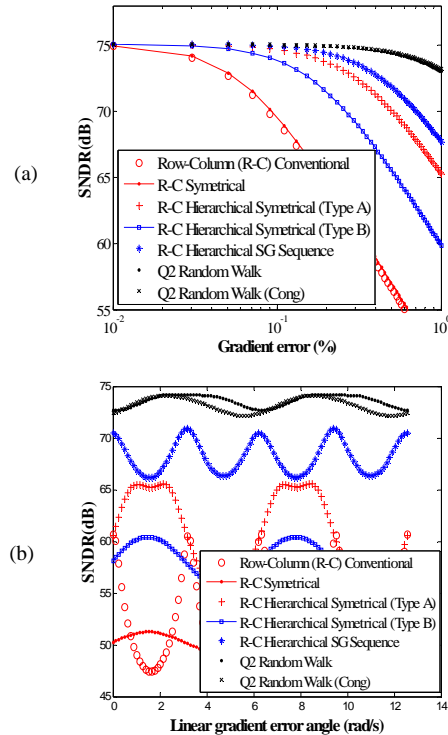 (a)
SNDR(dB)
75
70
65
60
55
Row-Column (R-C) Conventional
R-C Symetrical
R-C Hierarchical Symetrical (Type A)
R-C Hierarchical Symetrical (Type B)
R-C Hierarchical SG Sequence
Q2 Random Walk
Q2 Random Walk (Cong)
10^-2
10^-1
10^0
Gradient error (%)
(b)
SNDR(dB)
75
70
65
60
55
50
45
Row-Column (R-C) Conventional
R-C Symetrical
R-C Hierarchical Symetrical (Type A)
R-C Hierarchical Symetrical (Type B)
R-C Hierarchical SG Sequence
Q2 Random Walk
Q2 Random Walk (Cong)
0 2 4 6 8 10 12 14
Linear gradient error angle (rad/s)